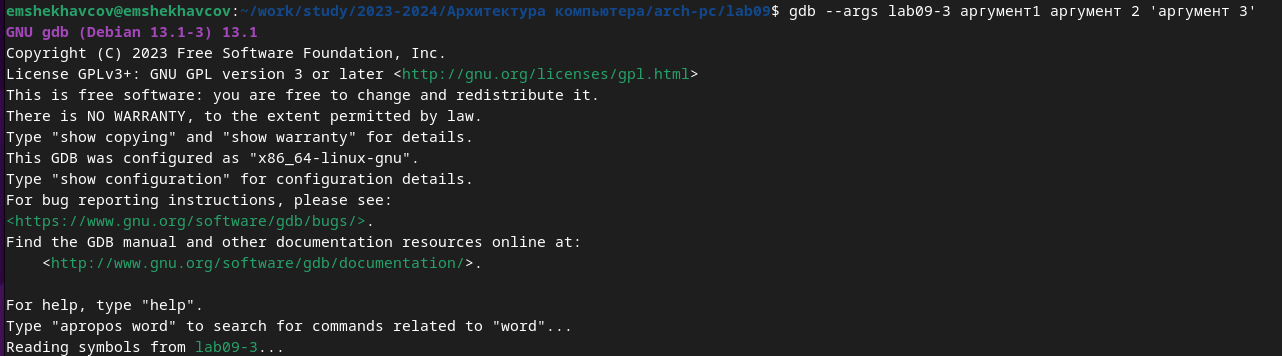 emshekhavcov@emshekhavcov:~/work/study/2023-2024/Архитектура компьютера/arch-pc/lab09$ gdb --args lab09-3 аргумент1 аргумент 2 'аргумент 3'
GNU gdb (Debian 13.1-3) 13.1
Copyright (C) 2023 Free Software Foundation, Inc.
License GPLv3+: GNU GPL version 3 or later <http://gnu.org/licenses/gpl.html>
This is free software: you are free to change and redistribute it.
There is NO WARRANTY, to the extent permitted by law.
Type "show copying" and "show warranty" for details.
This GDB was configured as "x86_64-linux-gnu".
Type "show configuration" for configuration details.
For bug reporting instructions, please see:
<https://www.gnu.org/software/gdb/bugs/>.
Find the GDB manual and other documentation resources online at:
    <http://www.gnu.org/software/gdb/documentation/>.

For help, type "help".
Type "apropos word" to search for commands related to "word"...
Reading symbols from lab09-3...